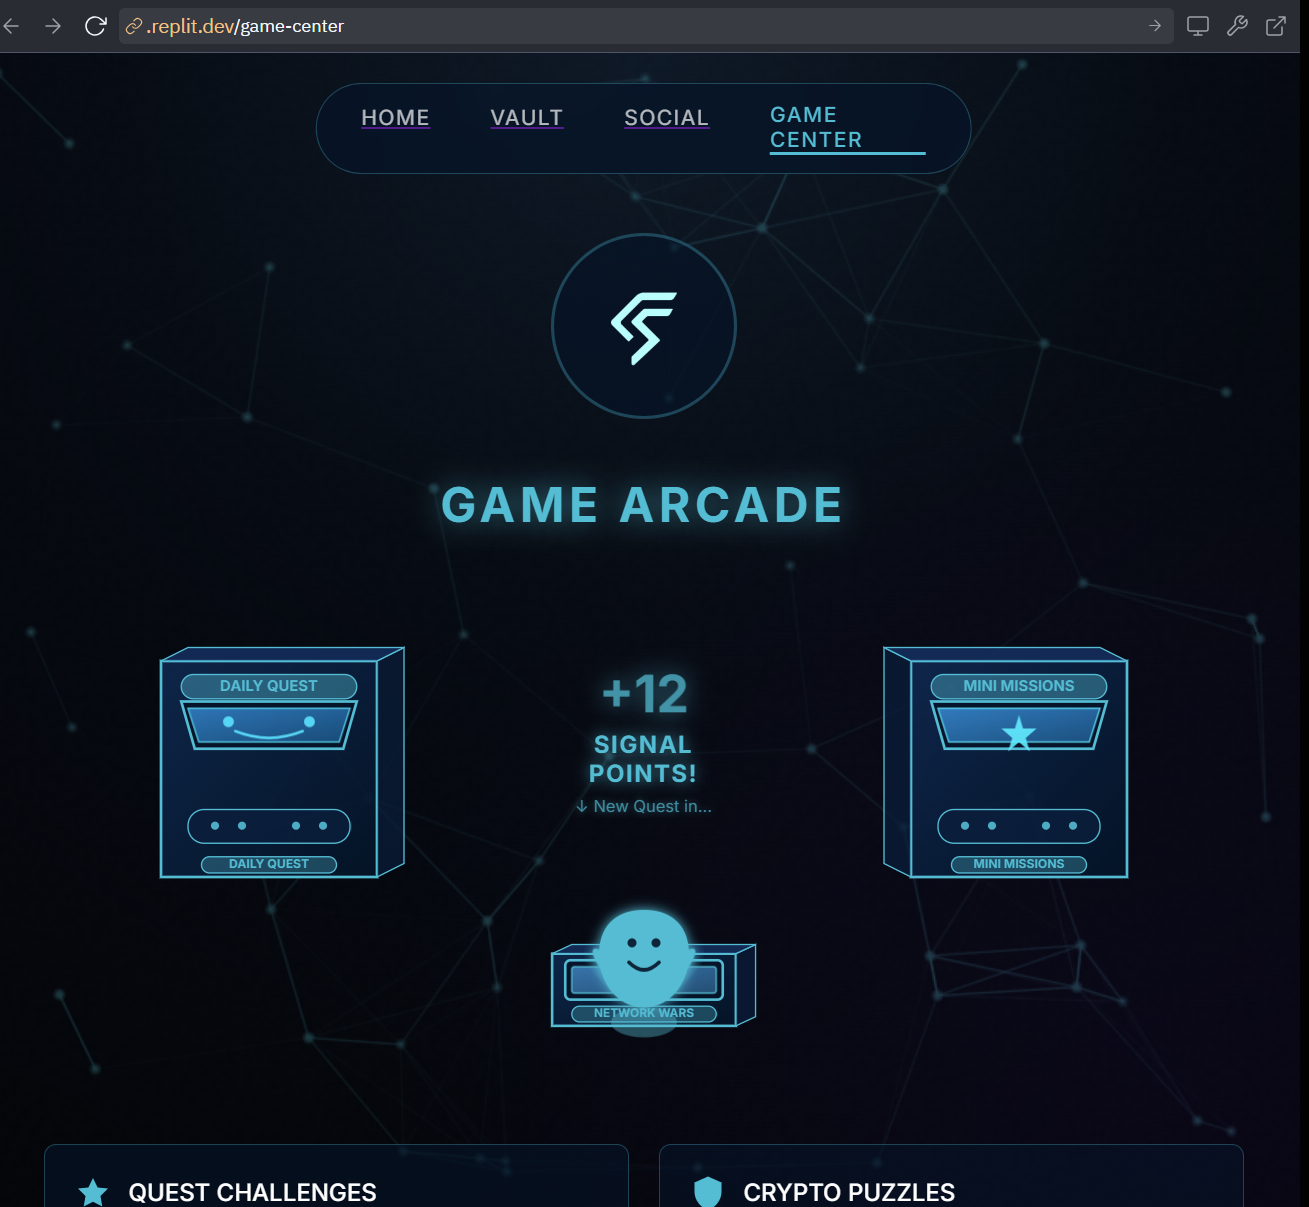 .replit.dev/game-center
HOME
VAULT
SOCIAL
GAME
CENTER
GAME ARCADE
DAILY QUEST
DAILY QUEST
+12
SIGNAL
POINTS!
↓ New Quest in...
MINI MISSIONS
MINI MISSIONS
NETWORK WARS
QUEST CHALLENGES
CRYPTO PUZZLES